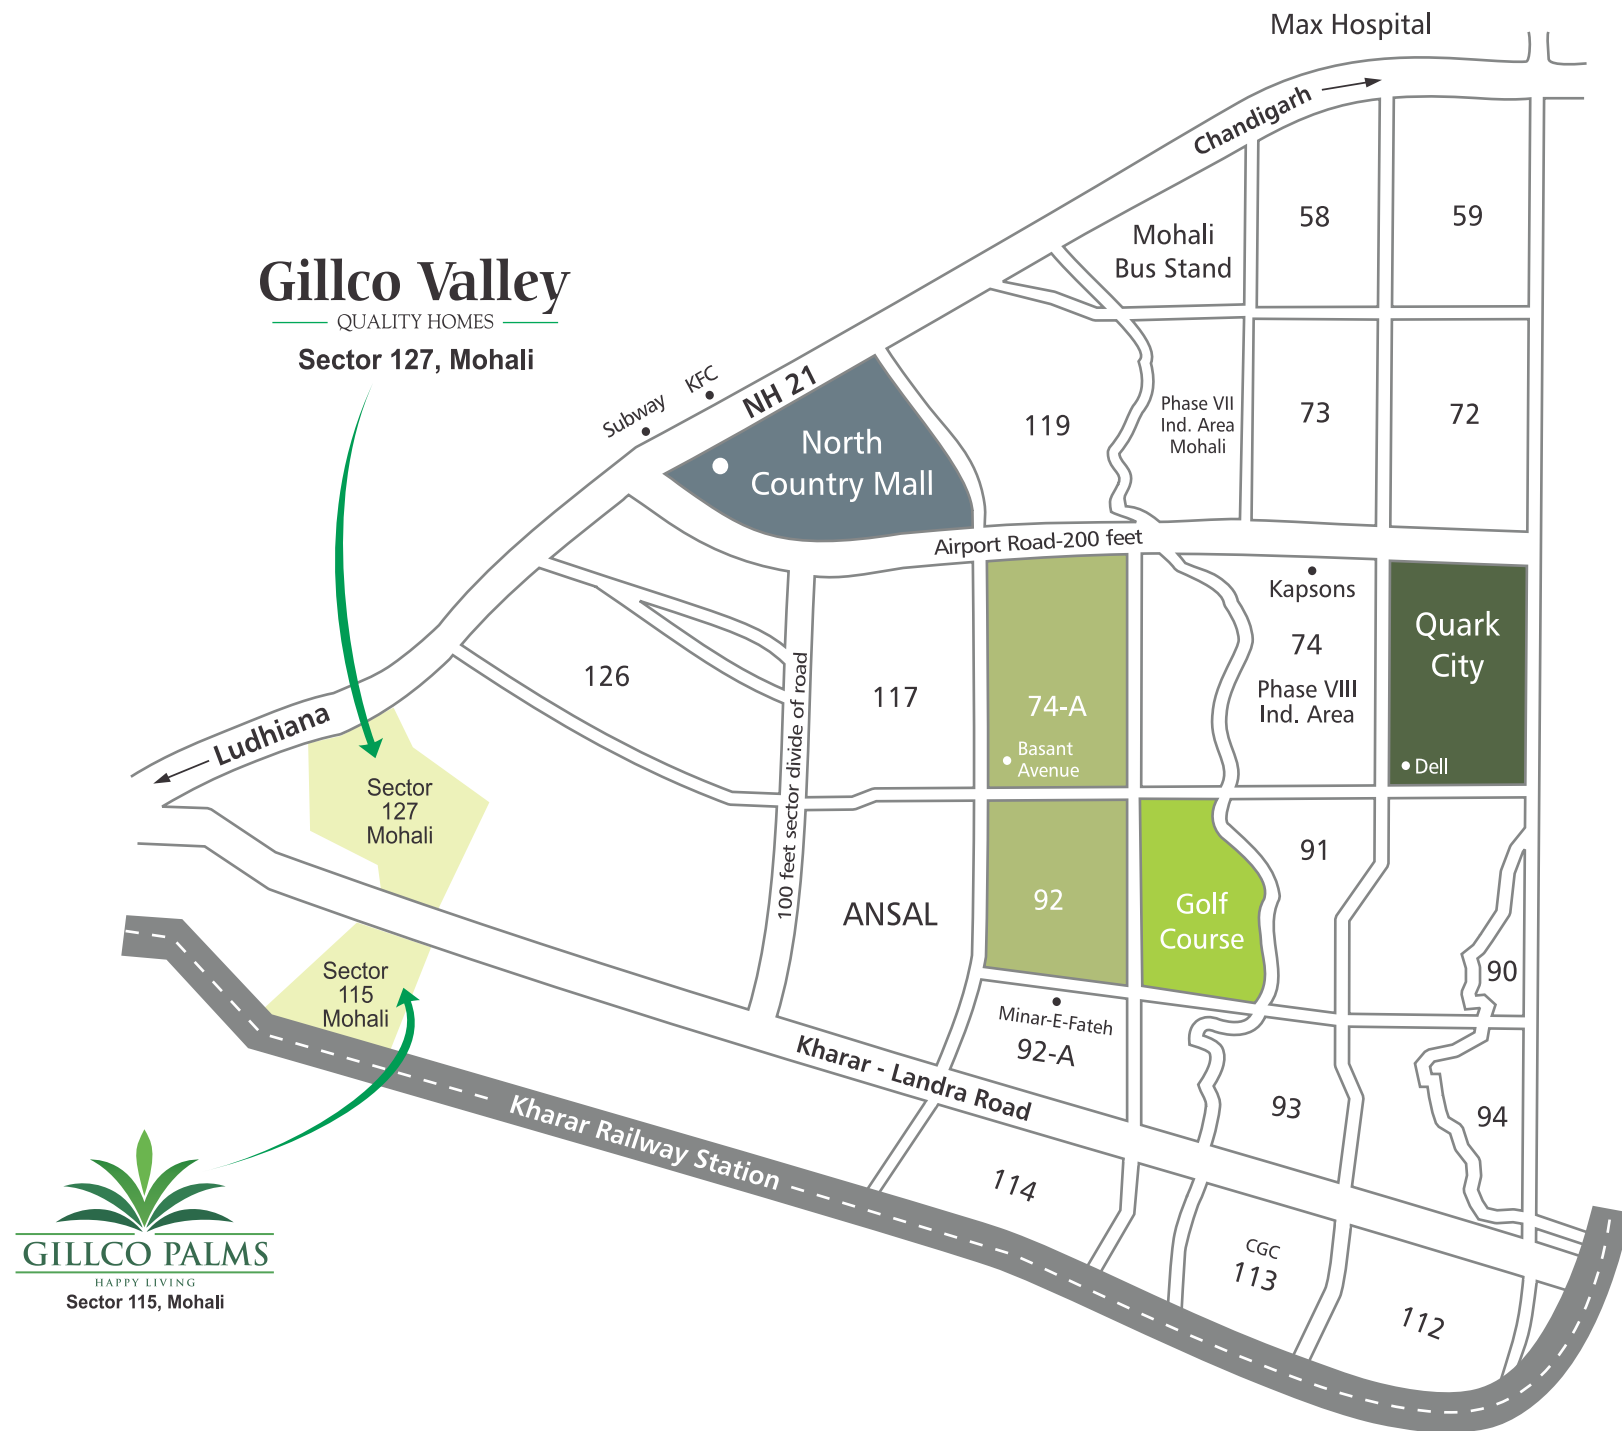 Max Hospital
Chandigarh
58
59
Mohali
Bus Stand
Gillco Valley
QUALITY HOMES
Sector 127, Mohali
KFC
Subway
NH 21
North
Country Mall
119
Phase VII
Ind. Area
Mohali
73
72
Airport Road-200 feet
Kapsons
74
Phase VIII
Ind. Area
Quark
City
Dell
126
117
74-A
Basant
Avenue
100 feet sector divide of road
Ludhiana
Sector
127
Mohali
91
92
ANSAL
Golf
Course
90
Sector
115
Mohali
Minar-E-Fateh
92-A
Kharar - Landra Road
93
94
Kharar Railway Station
114
CGC
113
112
GILLCO PALMS
HAPPY LIVING
Sector 115, Mohali